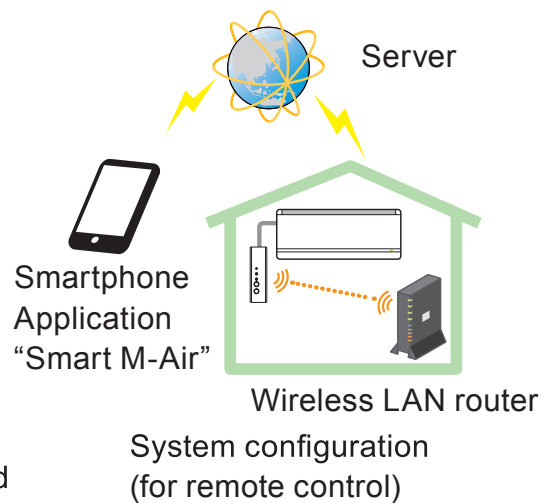 Server
Smartphone
Application
“Smart M-Air”
Wireless LAN router
System configuration
(for remote control)